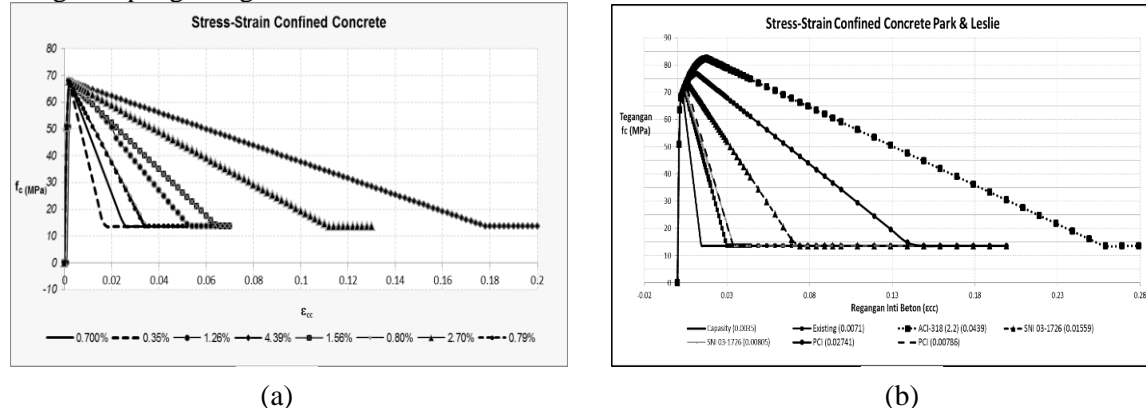 Stress-Strain Confined Concrete
80
70
60
50
40
30
20
10
0
-10
fc (MPa)
0 0.02 0.04 0.06 0.08 0.1 0.12 0.14 0.16 0.18 0.2
εcc
0.700% 0.35% 1.26% 4.39% 1.56% 0.80% 2.70% 0.79%
(a)
Stress-Strain Confined Concrete Park & Leslie
90
80
70
60
50
40
30
20
10
0
Tegangan
fc (MPa)
-0.02 0.03 0.08 0.13 0.18 0.23 0.28
Regangan Inti Beton (εcc)
Capacity (0.0035) Existing (0.0071) ACI-318 (2.2) (0.0439) SNI 03-1726 (0.01559)
SNI 03-1726 (0.00805) PCI (0.02741) PCI (0.00786)
(b)